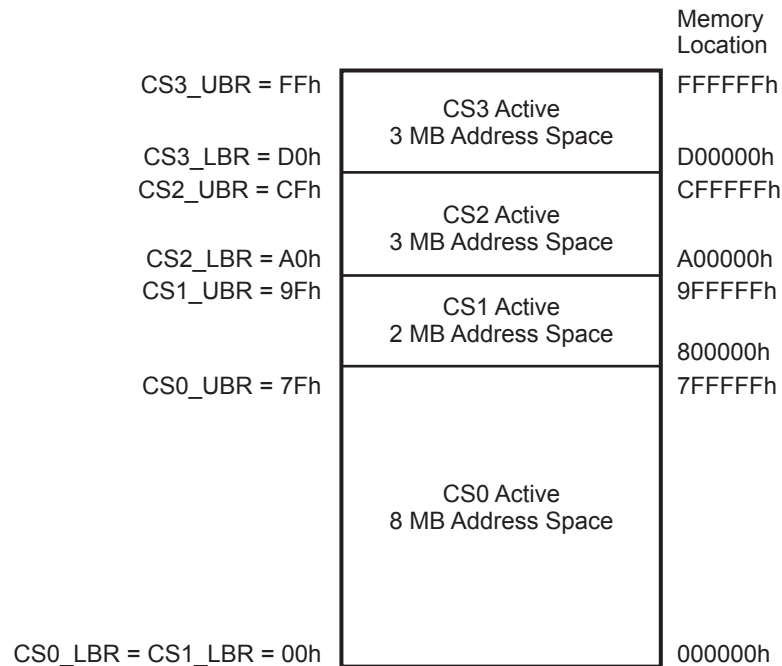 Memory
Location
CS3_UBR = FFh
FFFFFFh
CS3 Active
3 MB Address Space
CS3_LBR = D0h
D00000h
CS2_UBR = CFh
CFFFFFh
CS2 Active
3 MB Address Space
CS2_LBR = A0h
A00000h
CS1_UBR = 9Fh
9FFFFFh
CS1 Active
2 MB Address Space
800000h
CS0_UBR = 7Fh
7FFFFFh
CS0 Active
8 MB Address Space
CS0_LBR = CS1_LBR = 00h
000000h